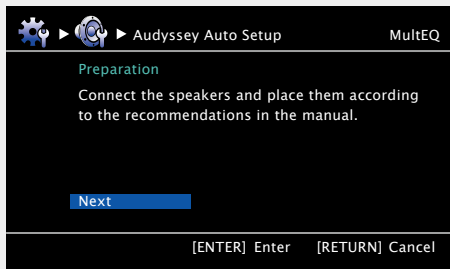 Audyssey Auto Setup MultEQ
Preparation
Connect the speakers and place them according
to the recommendations in the manual.
Next
[ENTER] Enter [RETURN] Cancel